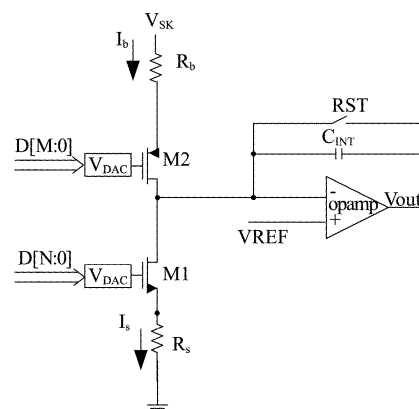 V_SK
I_b
R_b
RST
C_INT
D[M:0]
V_DAC
M2
-
opamp
+
Vout
VREF
D[N:0]
V_DAC
M1
I_s
R_s